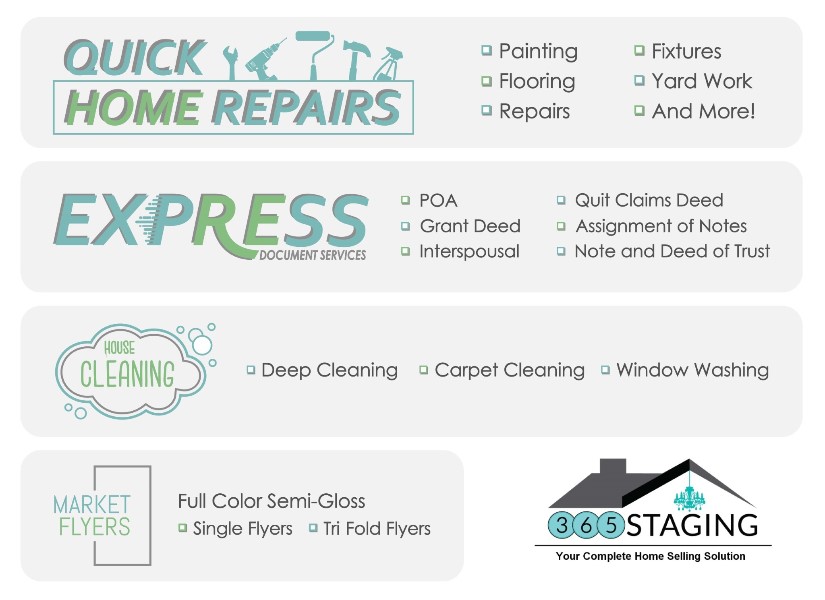 QUICK
HOME REPAIRS
Painting
Flooring
Repairs
Fixtures
Yard Work
And More!
EXPRESS
DOCUMENT SERVICES
POA
Grant Deed
Interspousal
Quit Claims Deed
Assignment of Notes
Note and Deed of Trust
HOUSE
CLEANING
Deep Cleaning
Carpet Cleaning
Window Washing
MARKET
FLYERS
Full Color Semi-Gloss
Single Flyers
Tri Fold Flyers
365STAGING
Your Complete Home Selling Solution